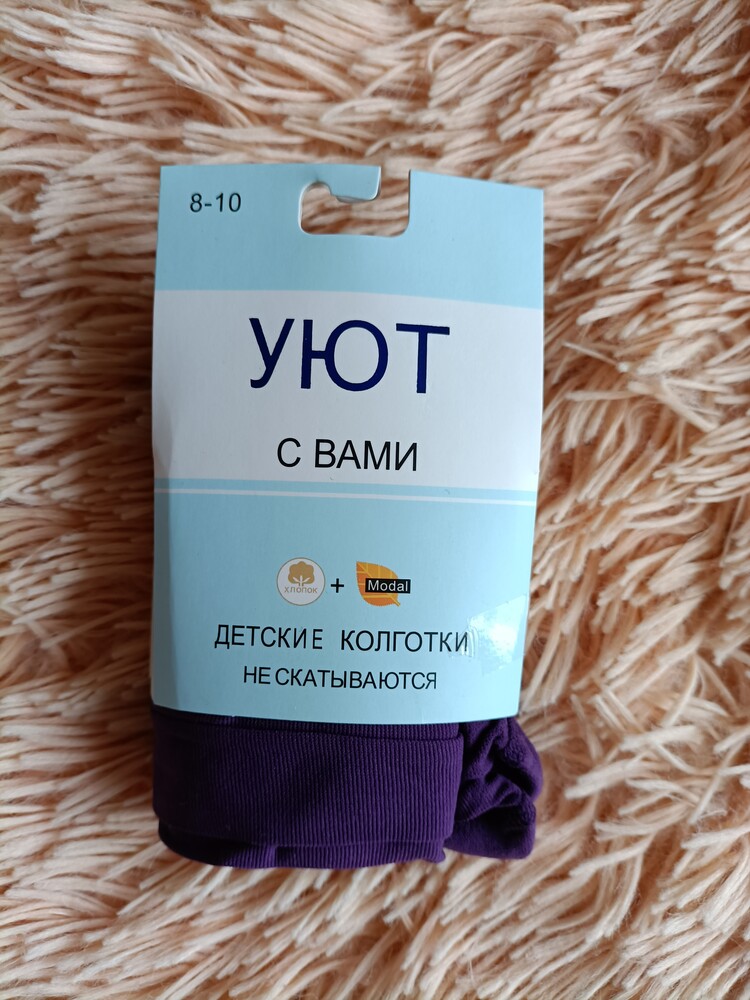 8-10
УЮТ
С ВАМИ
ХЛОПОК + Modal
ДЕТСКИЕ КОЛГОТКИ
НЕ СКАТЫВАЮТСЯ